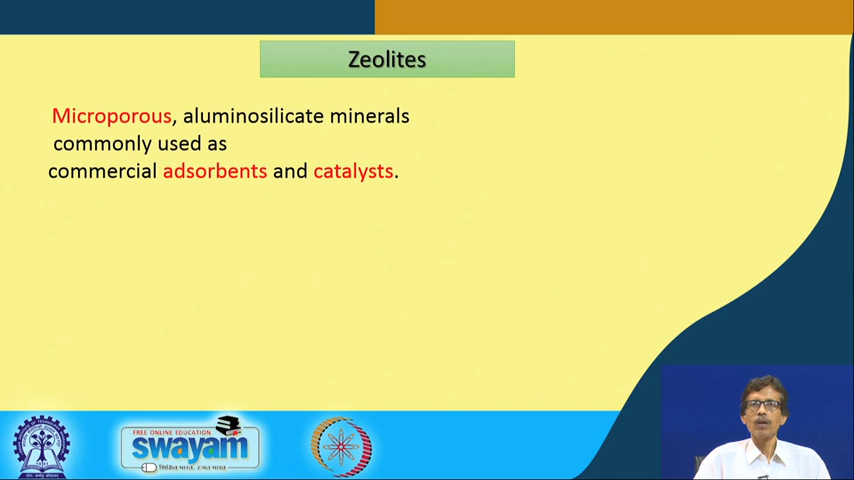 Zeolites
Microporous, aluminosilicate minerals
commonly used as
commercial adsorbents and catalysts.
FREE ONLINE EDUCATION
swayam